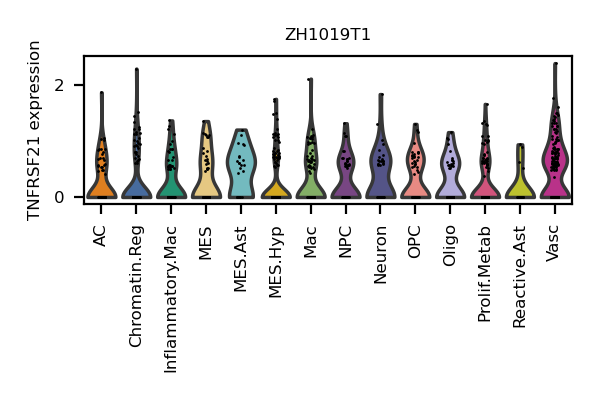 ZH1019T1
TNFRSF21 expression
2
0
AC
Chromatin.Reg
Inflammatory.Mac
MES
MES.Ast
MES.Hyp
Mac
NPC
Neuron
OPC
Oligo
Prolif.Metab
Reactive.Ast
Vasc